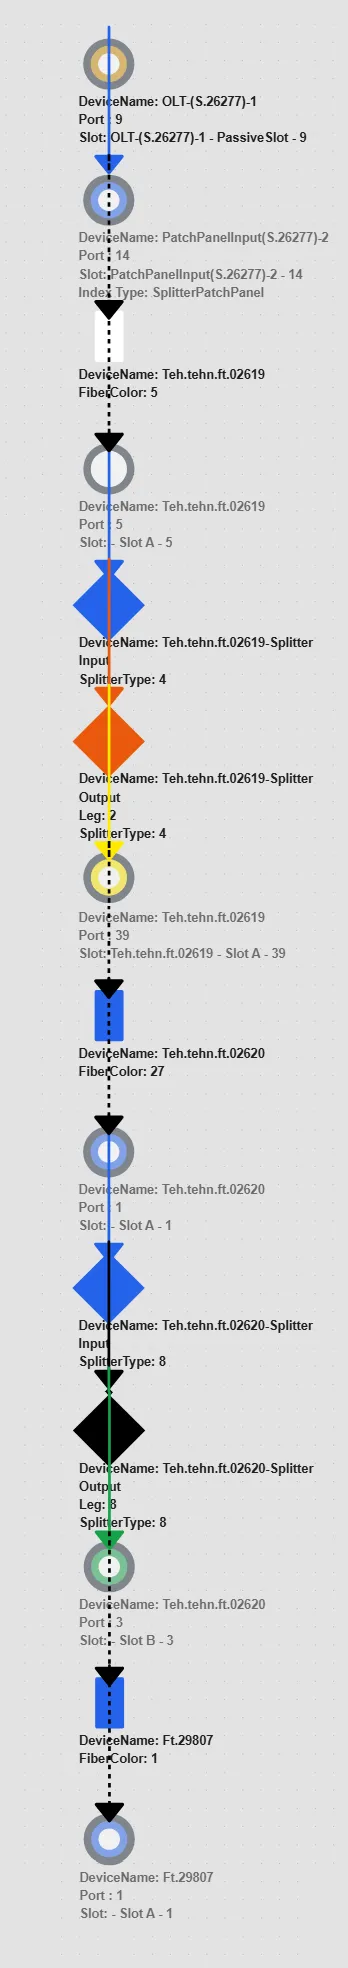 DeviceName: OLT-(S.26277)-1
Port : 9
Slot: OLT-(S.26277)-1 - PassiveSlot - 9
DeviceName: PatchPanelInput(S.26277)-2
Port : 14
Slot: PatchPanelInput(S.26277)-2 - 14
Index Type: SplitterPatchPanel
DeviceName: Teh.tehn.ft.02619
FiberColor: 5
DeviceName: Teh.tehn.ft.02619
Port : 5
Slot: - Slot A - 5
DeviceName: Teh.tehn.ft.02619-Splitter
Input
SplitterType: 4
DeviceName: Teh.tehn.ft.02619-Splitter
Output
Leg: 2
SplitterType: 4
DeviceName: Teh.tehn.ft.02619
Port : 39
Slot: Teh.tehn.ft.02619 - Slot A - 39
DeviceName: Teh.tehn.ft.02620
FiberColor: 27
DeviceName: Teh.tehn.ft.02620
Port : 1
Slot: - Slot A - 1
DeviceName: Teh.tehn.ft.02620-Splitter
Input
SplitterType: 8
DeviceName: Teh.tehn.ft.02620-Splitter
Output
Leg: 8
SplitterType: 8
DeviceName: Teh.tehn.ft.02620
Port : 3
Slot: - Slot B - 3
DeviceName: Ft.29807
FiberColor: 1
DeviceName: Ft.29807
Port : 1
Slot: - Slot A - 1